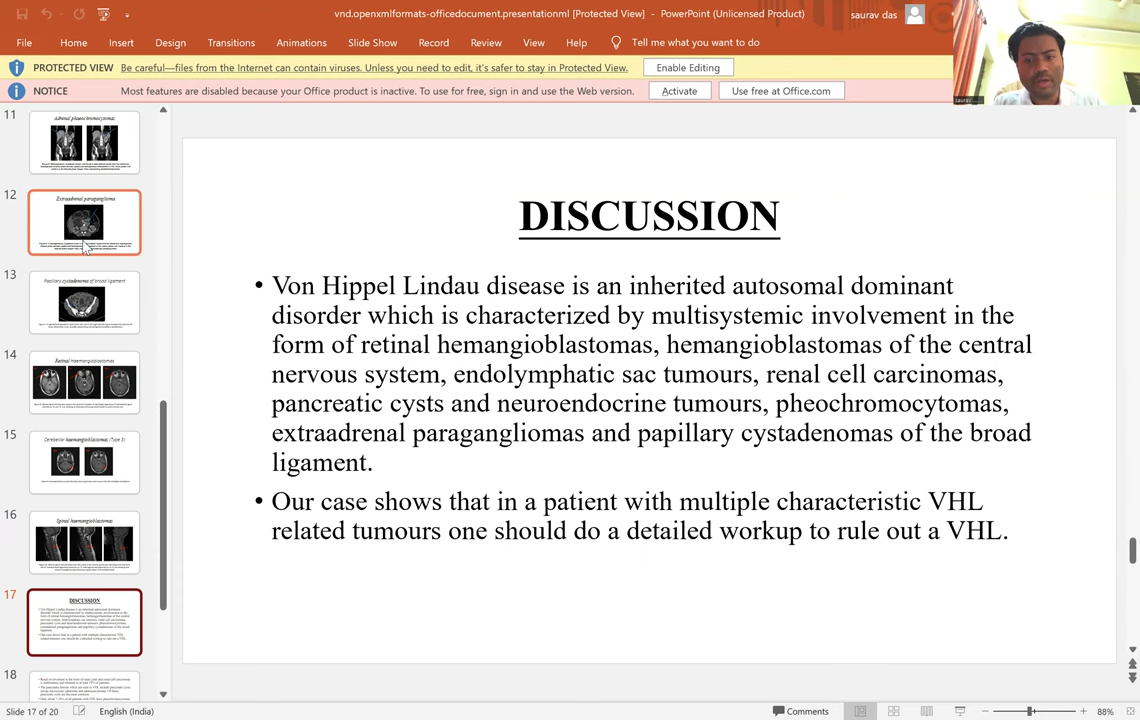 vnd.openxmlformats-officedocument.presentationml [Protected View] - PowerPoint (Unlicensed Product)
saurav das
File Home Insert Design Transitions Animations Slide Show Record Review View Help Tell me what you want to do
PROTECTED VIEW Be careful—files from the Internet can contain viruses. Unless you need to edit, it's safer to stay in Protected View. Enable Editing
NOTICE Most features are disabled because your Office product is inactive. To use for free, sign in and use the Web version. Activate Use free at Office.com
saurav
11
Adrenal phaeochromocytomas
12
Extraadrenal paraganglioma
13
Papillary cystadenoma of broad ligament
14
Retinal Haemangioblastomas
15
Cerebellar haemangioblastomas (Type 3)
16
Spinal haemangioblastomas
17
DISCUSSION
18
DISCUSSION
• Von Hippel Lindau disease is an inherited autosomal dominant
disorder which is characterized by multisystemic involvement in the
form of retinal hemangioblastomas, hemangioblastomas of the central
nervous system, endolymphatic sac tumours, renal cell carcinomas,
pancreatic cysts and neuroendocrine tumours, pheochromocytomas,
extraadrenal paragangliomas and papillary cystadenomas of the broad
ligament.
• Our case shows that in a patient with multiple characteristic VHL
related tumours one should do a detailed workup to rule out a VHL.
Slide 17 of 20 English (India) Comments 88%